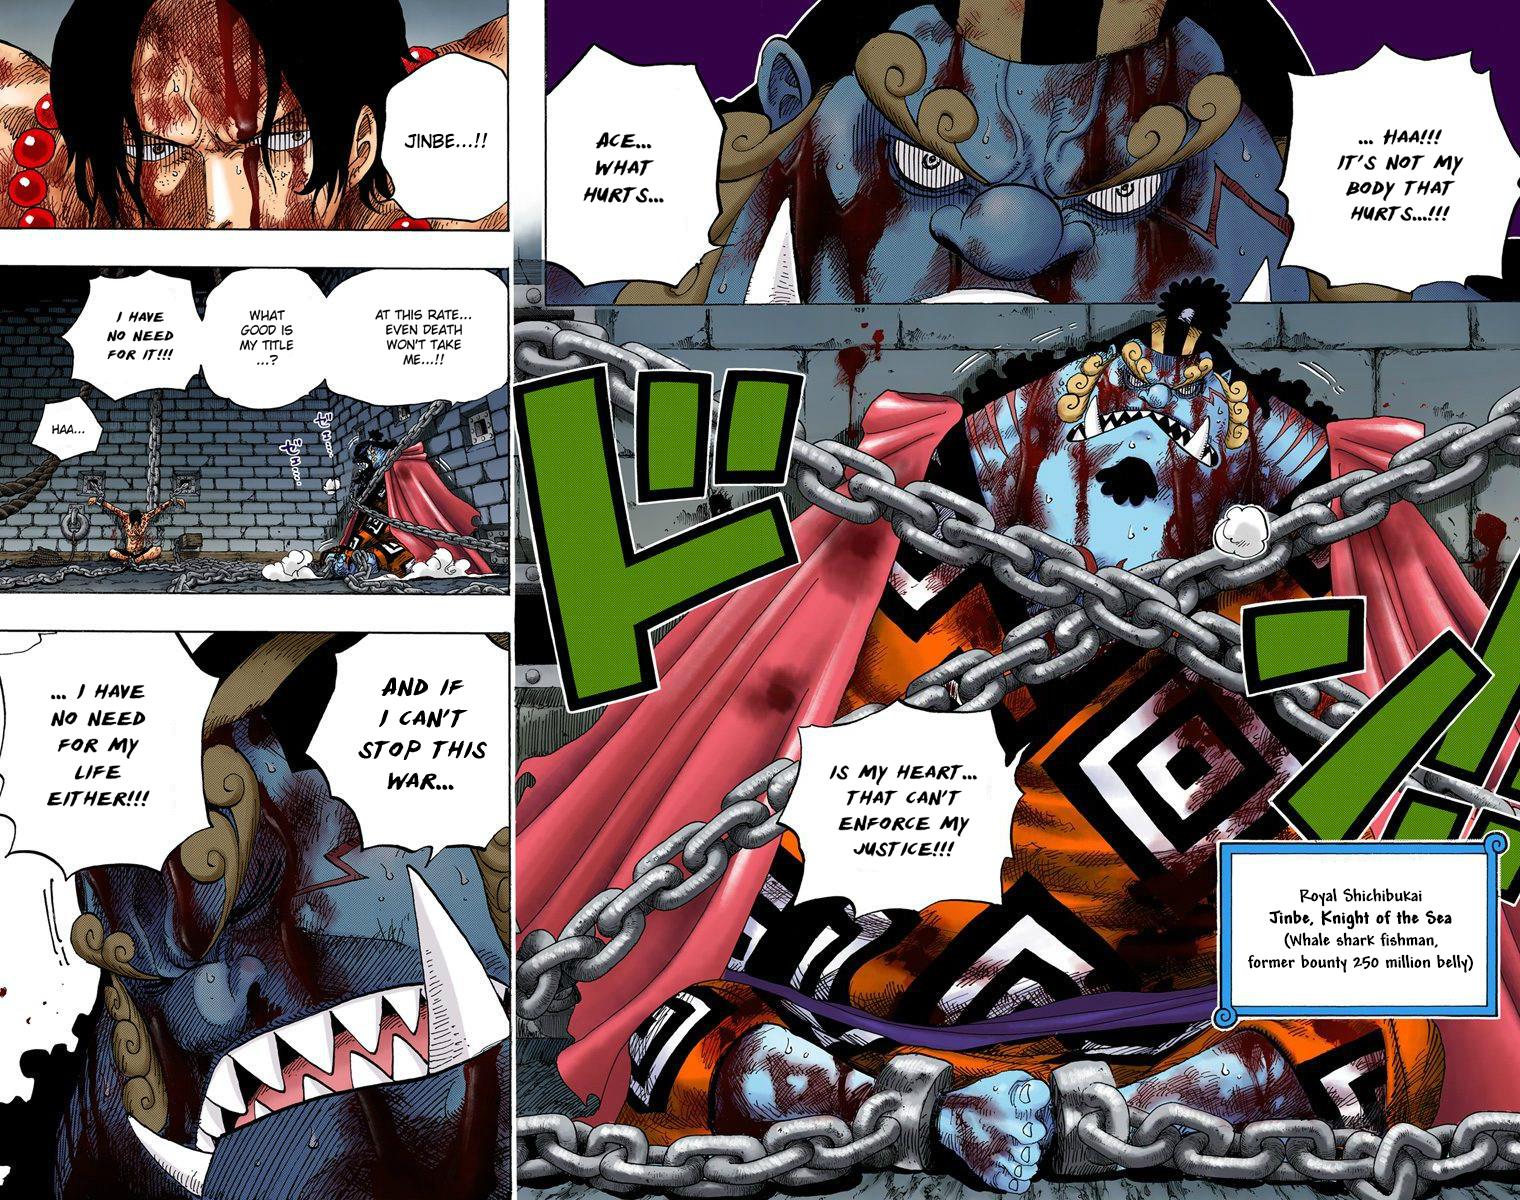 ... HAA!!!
IT'S NOT MY
BODY THAT
HURTS...!!!
ACE...
WHAT
HURTS...
ドン
IS MY HEART...
THAT CAN'T
ENFORCE MY
JUSTICE!!!
Royal Shichibukai
Jinbe, Knight of the Sea
(Whale shark fishman,
former bounty 250 million belly)
JINBE...!!
AT THIS RATE...
EVEN DEATH
WON'T TAKE
ME...!!
WHAT
GOOD IS
MY TITLE
...?
I HAVE
NO NEED
FOR IT!!!
HAA...
AND IF
I CAN'T
STOP THIS
WAR...
... I HAVE
NO NEED
FOR MY
LIFE
EITHER!!!